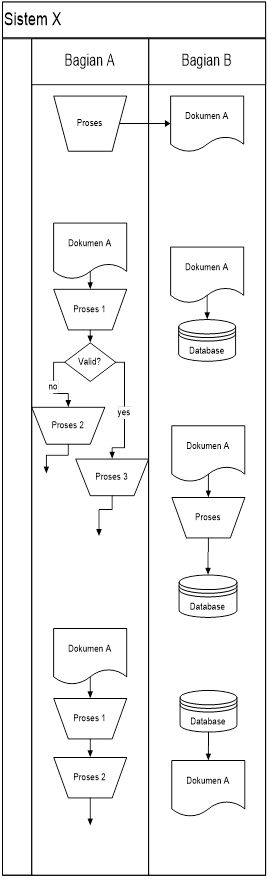 Sistem X
Bagian A
Bagian B
Proses
Dokumen A
Dokumen A
Proses 1
Valid?
no
yes
Proses 2
Proses 3
Dokumen A
Database
Dokumen A
Proses
Database
Dokumen A
Proses 1
Proses 2
Database
Dokumen A